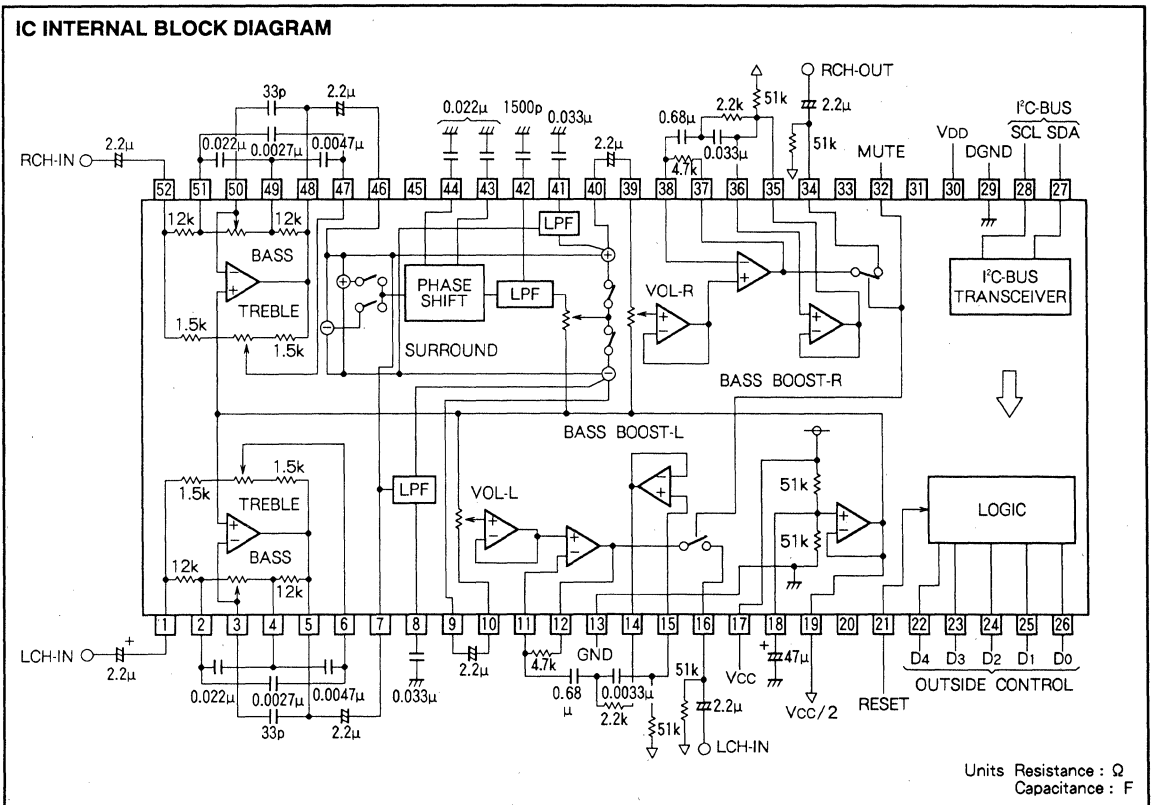 IC INTERNAL BLOCK DIAGRAM
RCH-OUT
33p
2.2μ
0.022μ
1500p
0.033μ
51k
2.2k
0.68μ
2.2μ
I²C-BUS
SCL SDA
RCH-IN
2.2μ
0.022μ
0.0027μ
0.0047μ
2.2μ
4.7k
0.033μ
51k
MUTE
VDD
DGND
52 51 50 49 48 47 46 45 44 43 42 41 40 39 38 37 36 35 34 33 32 31 30 29 28 27
12k
12k
BASS
LPF
PHASE
SHIFT
LPF
SURROUND
VOL-R
I²C-BUS
TRANSCEIVER
TREBLE
1.5k
1.5k
BASS BOOST-R
BASS BOOST-L
1.5k
1.5k
TREBLE
LPF
VOL-L
51k
51k
LOGIC
BASS
12k
12k
1 2 3 4 5 6 7 8 9 10 11 12 13 14 15 16 17 18 19 20 21 22 23 24 25 26
LCH-IN
+
2.2μ
0.022μ
0.0027μ
0.0047μ
33p
2.2μ
0.033μ
2.2μ
4.7k
0.68
μ
GND
0.0033μ
2.2k
51k
51k
2.2μ
LCH-IN
VCC
+
47μ
VCC/2
RESET
D4 D3 D2 D1 D0
OUTSIDE CONTROL
Units Resistance : Ω
Capacitance : F